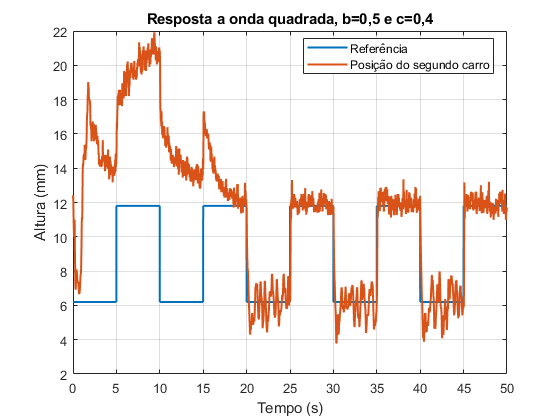 Resposta a onda quadrada, b=0,5 e c=0,4
Referência
Posição do segundo carro
Altura (mm)
22
20
18
16
14
12
10
8
6
4
2
0 5 10 15 20 25 30 35 40 45 50
Tempo (s)